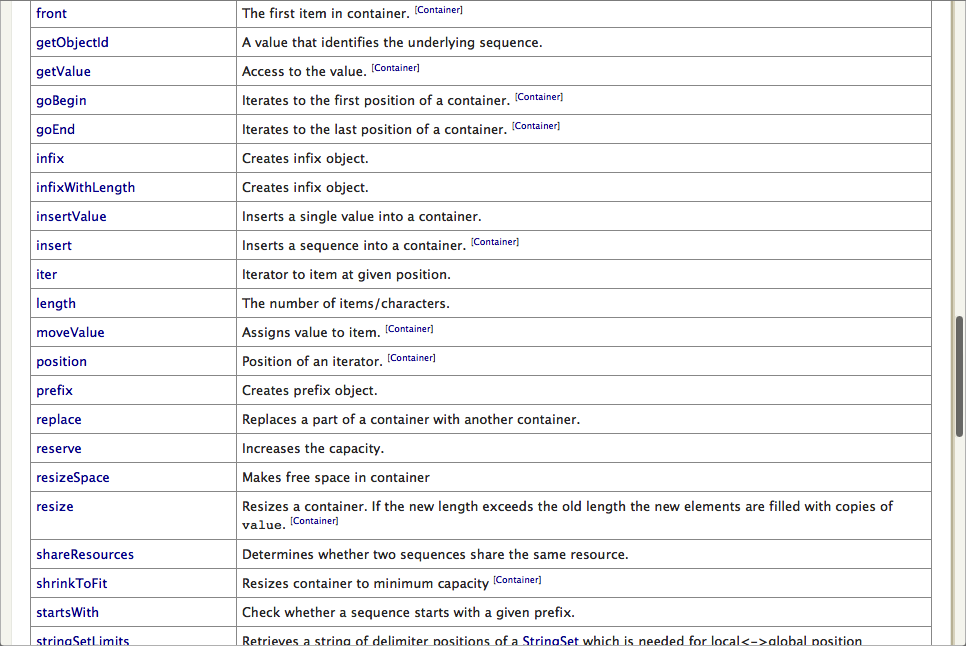 front The first item in container. [Container]
getObjectId A value that identifies the underlying sequence.
getValue Access to the value. [Container]
goBegin Iterates to the first position of a container. [Container]
goEnd Iterates to the last position of a container. [Container]
infix Creates infix object.
infixWithLength Creates infix object.
insertValue Inserts a single value into a container.
insert Inserts a sequence into a container. [Container]
iter Iterator to item at given position.
length The number of items/characters.
moveValue Assigns value to item. [Container]
position Position of an iterator. [Container]
prefix Creates prefix object.
replace Replaces a part of a container with another container.
reserve Increases the capacity.
resizeSpace Makes free space in container
resize Resizes a container. If the new length exceeds the old length the new elements are filled with copies of
value. [Container]
shareResources Determines whether two sequences share the same resource.
shrinkToFit Resizes container to minimum capacity [Container]
startsWith Check whether a sequence starts with a given prefix.
stringSetLimits Retrieves a string of delimiter positions of a StringSet which is needed for local<->global position